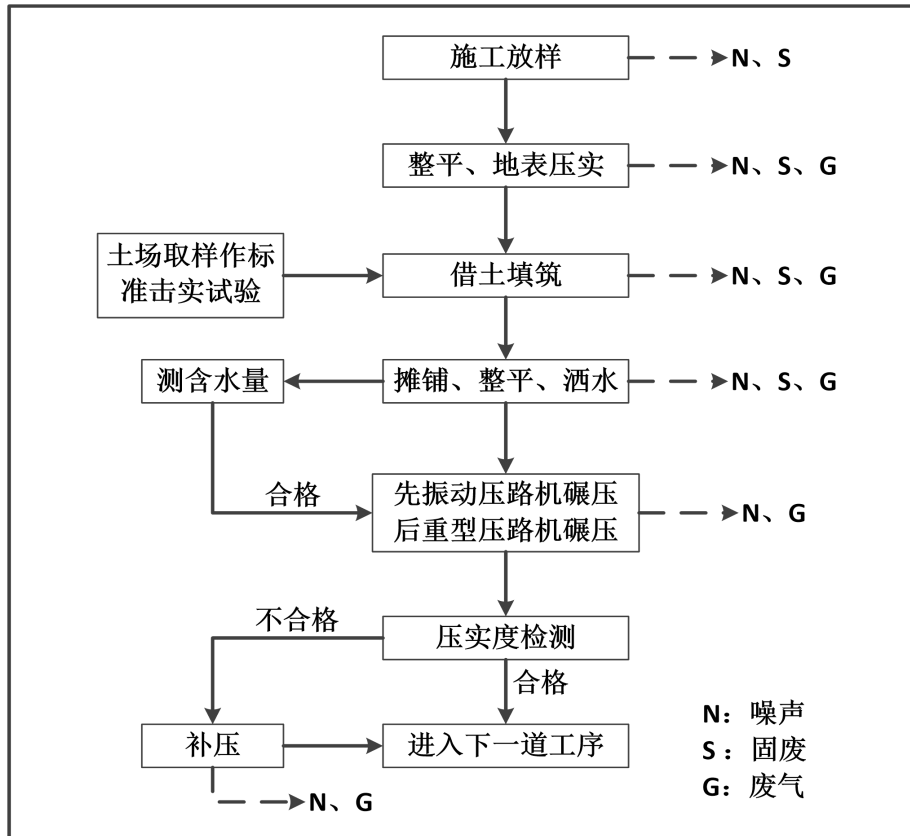 施工放样
N、S
整平、地表压实
N、S、G
土场取样作标
准击实试验
借土填筑
N、S、G
测含水量
摊铺、整平、洒水
N、S、G
合格
先振动压路机碾压
后重型压路机碾压
N、G
不合格
压实度检测
合格
补压
进入下一道工序
N、G
N：噪声
S：固废
G：废气